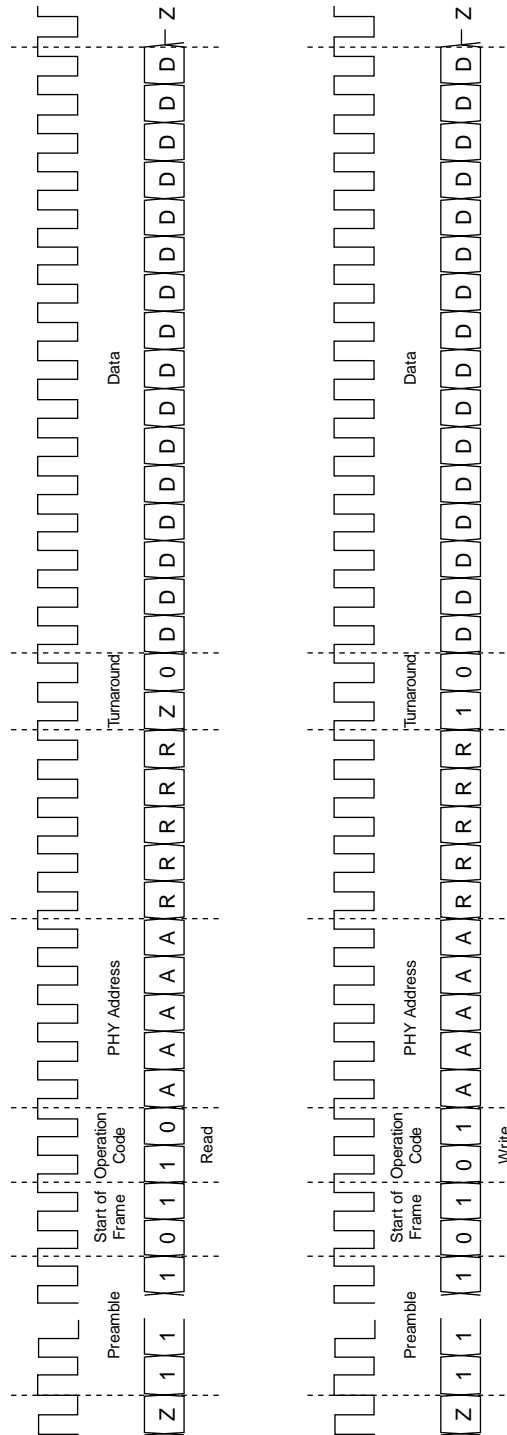 Preamble
Start of
Frame
Operation
Code
PHY Address
Turnaround
Data
Z 1 1 1 0 1 1 0 A A A A A R R R R R Z 0 D D D D D D D D D D D D D D D D Z
Read
Preamble
Start of
Frame
Operation
Code
PHY Address
Turnaround
Data
Z 1 1 1 0 1 0 1 A A A A A R R R R R 1 0 D D D D D D D D D D D D D D D D Z
Write